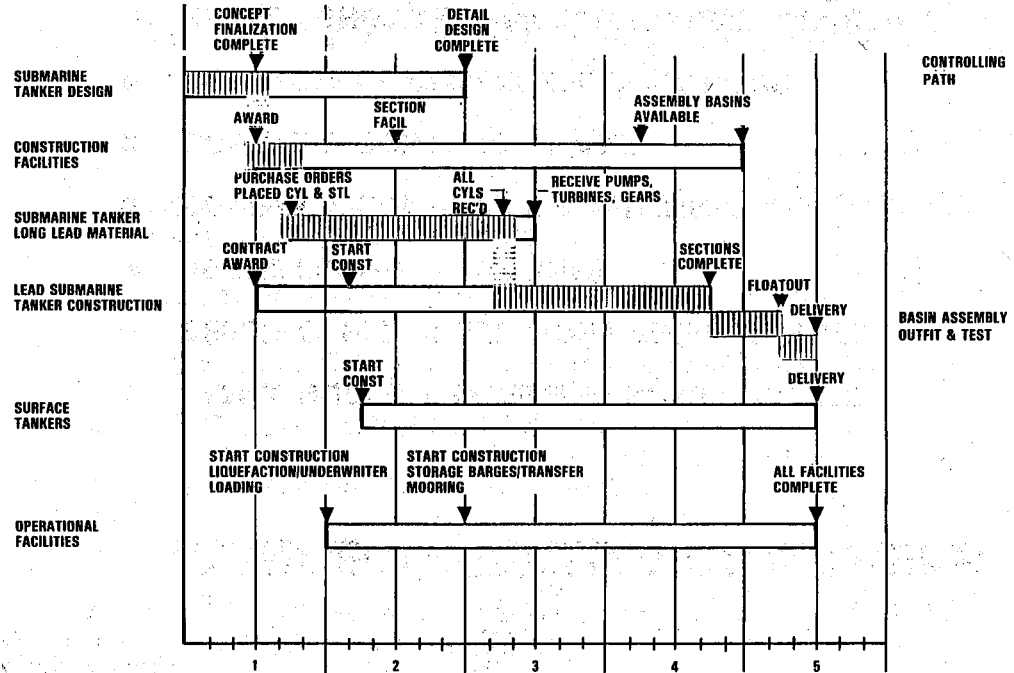 CONCEPT
FINALIZATION
COMPLETE
DETAIL
DESIGN
COMPLETE
CONTROLLING
PATH
SUBMARINE
TANKER DESIGN
AWARD
SECTION
FACIL
ASSEMBLY BASINS
AVAILABLE
CONSTRUCTION
FACILITIES
PURCHASE ORDERS
PLACED CYL & STL
ALL
CYLS
REC'D
RECEIVE PUMPS,
TURBINES, GEARS
SUBMARINE TANKER
LONG LEAD MATERIAL
CONTRACT
AWARD
START
CONST
SECTIONS
COMPLETE
LEAD SUBMARINE
TANKER CONSTRUCTION
FLOATOUT
DELIVERY
BASIN ASSEMBLY
OUTFIT & TEST
START
CONST
DELIVERY
SURFACE
TANKERS
START CONSTRUCTION
LIQUEFACTION/UNDERWRITER
LOADING
START CONSTRUCTION
STORAGE BARGES/TRANSFER
MOORING
ALL FACILITIES
COMPLETE
OPERATIONAL
FACILITIES
1 2 3 4 5